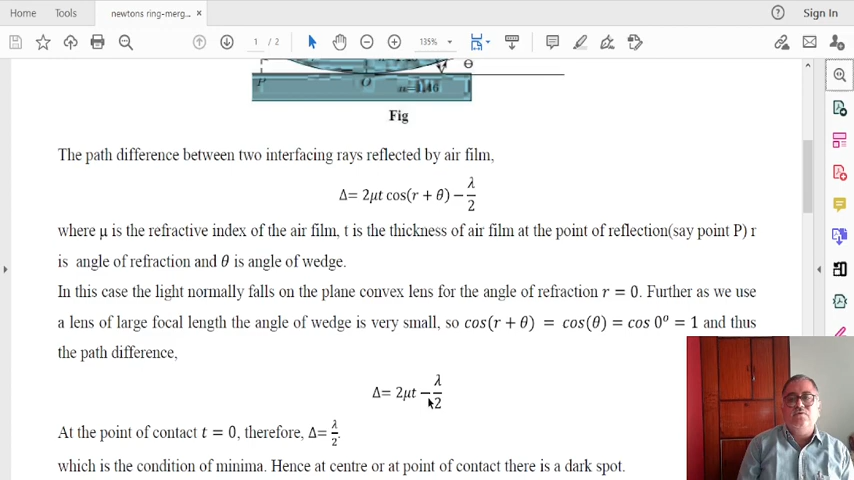 Home Tools newtons ring-merg... × ? Sign In
1 / 2 135%
P O Θ
Fig
The path difference between two interfacing rays reflected by air film,
Δ= 2μt cos(r + θ) − λ/2
where μ is the refractive index of the air film, t is the thickness of air film at the point of reflection(say point P) r
is angle of refraction and θ is angle of wedge.
In this case the light normally falls on the plane convex lens for the angle of refraction r = 0. Further as we use
a lens of large focal length the angle of wedge is very small, so cos(r + θ) = cos(θ) = cos 0° = 1 and thus
the path difference,
Δ= 2μt − λ/2
At the point of contact t = 0, therefore, Δ= λ/2.
which is the condition of minima. Hence at centre or at point of contact there is a dark spot.